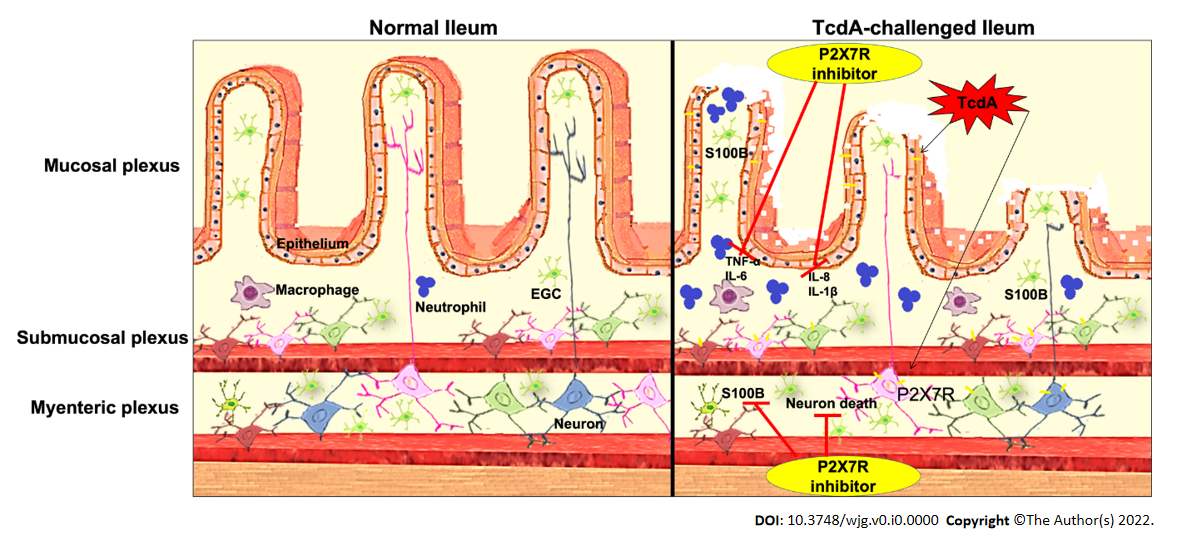 Normal Ileum
TcdA-challenged Ileum
Mucosal plexus
Submucosal plexus
Myenteric plexus
Epithelium
Macrophage
Neutrophil
EGC
Neuron
P2X7R
inhibitor
TcdA
S100B
TNF-α
IL-6
IL-8
IL-1β
S100B
S100B
Neuron death
P2X7R
P2X7R
inhibitor
DOI: 10.3748/wjg.v0.i0.0000 Copyright ©The Author(s) 2022.